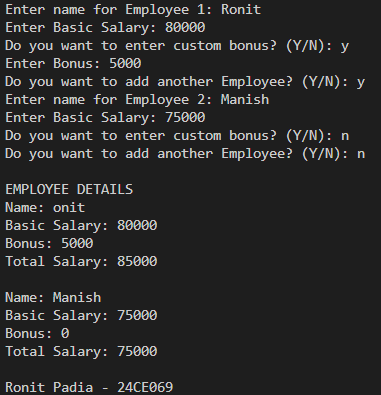 Enter name for Employee 1: Ronit
Enter Basic Salary: 80000
Do you want to enter custom bonus? (Y/N): y
Enter Bonus: 5000
Do you want to add another Employee? (Y/N): y
Enter name for Employee 2: Manish
Enter Basic Salary: 75000
Do you want to enter custom bonus? (Y/N): n
Do you want to add another Employee? (Y/N): n
EMPLOYEE DETAILS
Name: onit
Basic Salary: 80000
Bonus: 5000
Total Salary: 85000
Name: Manish
Basic Salary: 75000
Bonus: 0
Total Salary: 75000
Ronit Padia - 24CE069